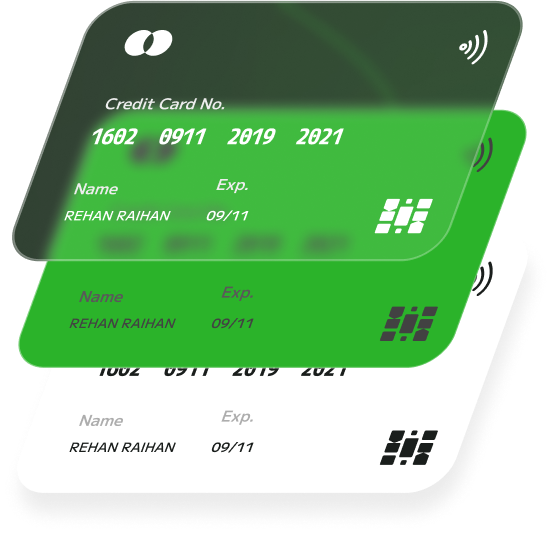 Credit Card No.
1602 0911 2019 2021
Name Exp.
REHAN RAIHAN 09/11
Name Exp.
REHAN RAIHAN 09/11
1602 0911 2019 2021
Name Exp.
REHAN RAIHAN 09/11